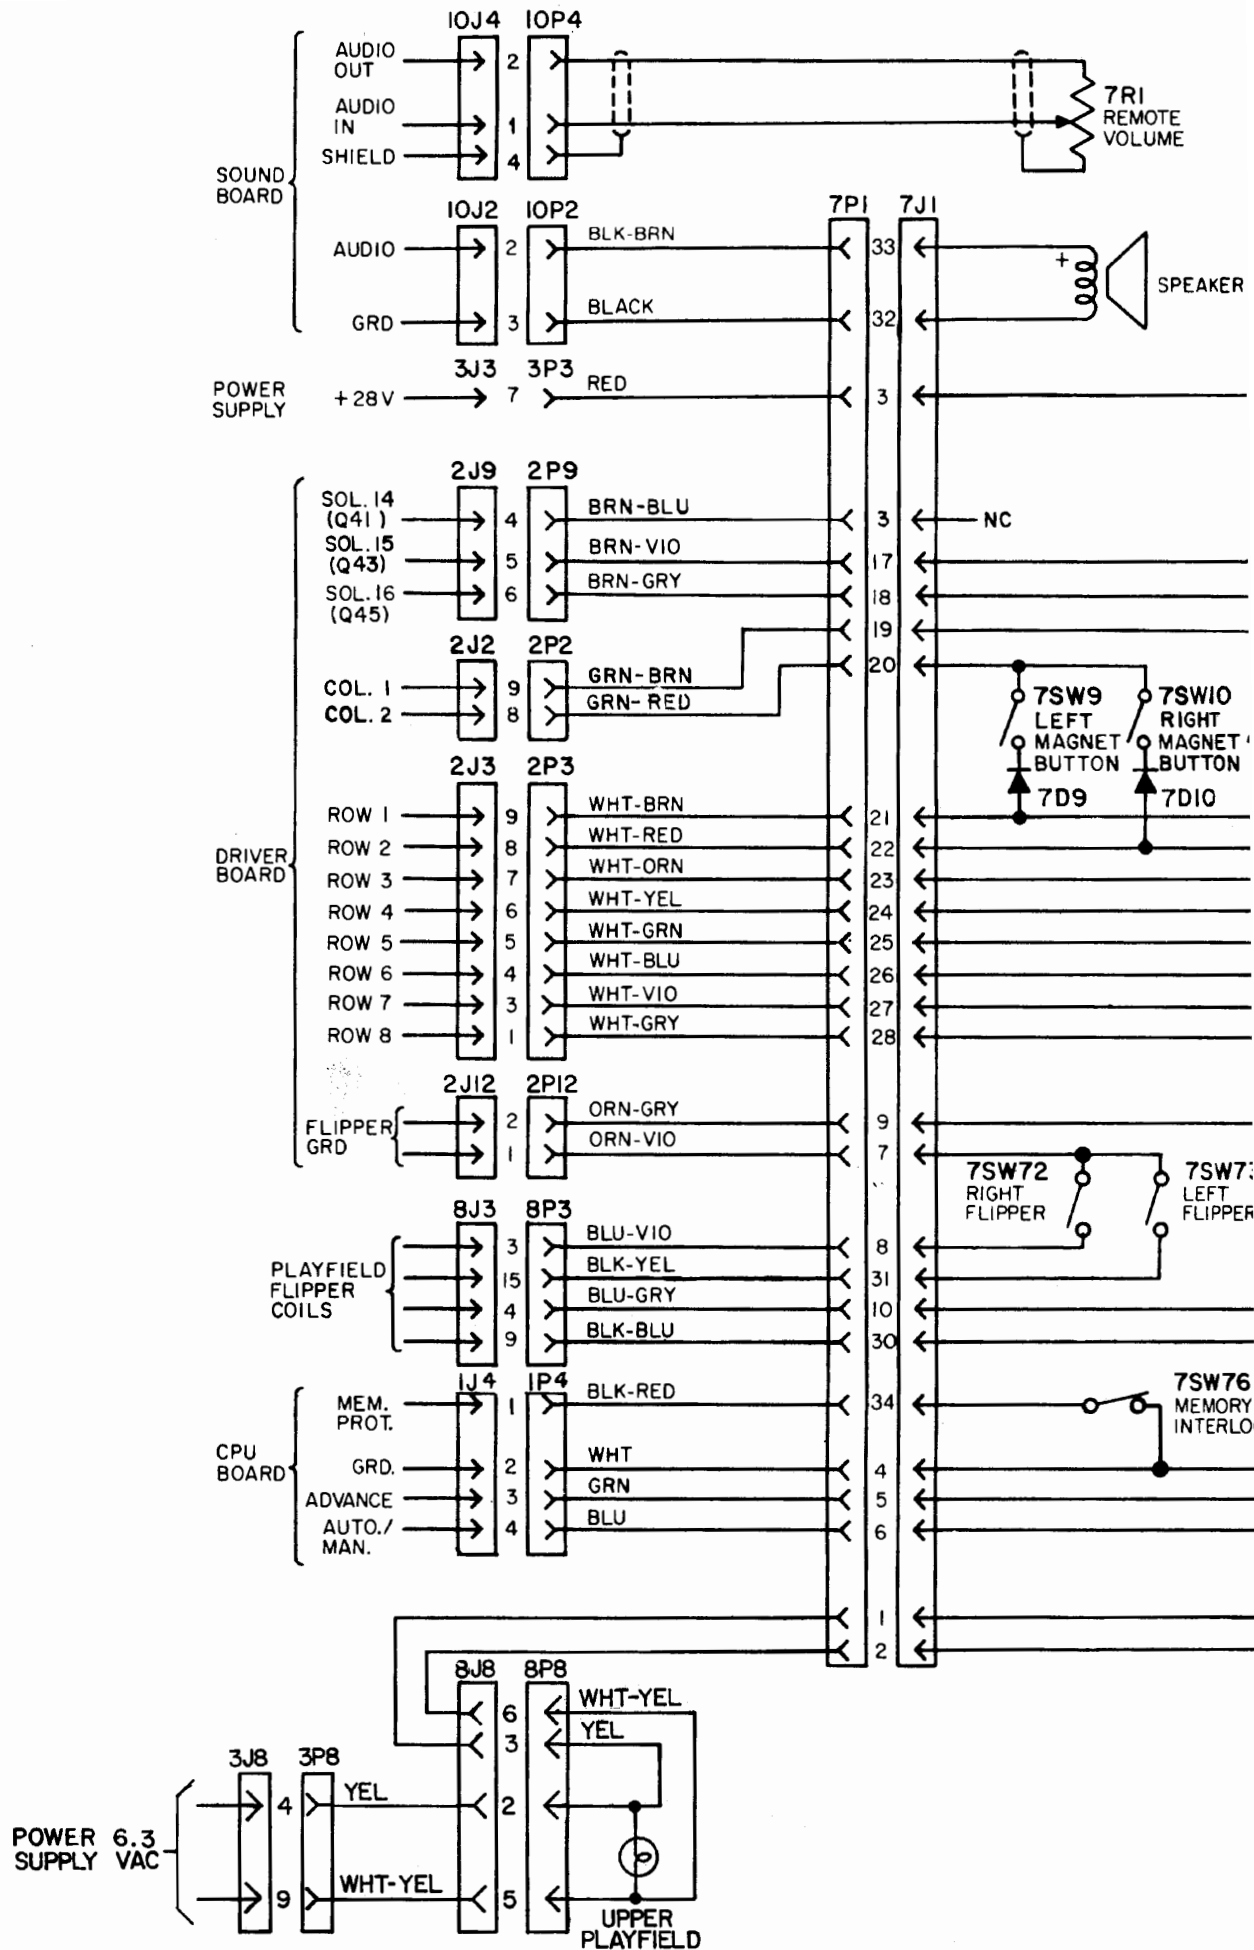 10J4 10P4
AUDIO
OUT
2
AUDIO
IN
1
SHIELD
4
7R1
REMOTE
VOLUME
SOUND
BOARD
10J2 10P2
7P1 7J1
AUDIO 2 BLK-BRN 33
+
SPEAKER
GRD 3 BLACK 32
3J3 3P3
POWER
SUPPLY
+28V 7 RED 3
2J9 2P9
SOL. 14
(Q41)
4 BRN-BLU 3 NC
SOL. 15
(Q43)
5 BRN-VIO 17
SOL. 16
(Q45)
6 BRN-GRY 18
19
2J2 2P2
20
COL. 1 9 GRN-BRN
COL. 2 8 GRN-RED
7SW9
LEFT
MAGNET
BUTTON
7D9
7SW10
RIGHT
MAGNET
BUTTON
7D10
2J3 2P3
DRIVER
BOARD
ROW 1 9 WHT-BRN 21
ROW 2 8 WHT-RED 22
ROW 3 7 WHT-ORN 23
ROW 4 6 WHT-YEL 24
ROW 5 5 WHT-GRN 25
ROW 6 4 WHT-BLU 26
ROW 7 3 WHT-VIO 27
ROW 8 1 WHT-GRY 28
2J12 2P12
FLIPPER
GRD
2 ORN-GRY 9
1 ORN-VIO 7
7SW72
RIGHT
FLIPPER
7SW73
LEFT
FLIPPER
8J3 8P3
PLAYFIELD
FLIPPER
COILS
3 BLU-VIO 8
15 BLK-YEL 31
4 BLU-GRY 10
9 BLK-BLU 30
1J4 1P4
CPU
BOARD
MEM.
PROT.
1 BLK-RED 34
7SW76
MEMORY
INTERLO
GRD. 2 WHT 4
ADVANCE 3 GRN 5
AUTO./
MAN.
4 BLU 6
1
2
8J8 8P8
6 WHT-YEL
3 YEL
3J8 3P8
POWER 6.3
SUPPLY VAC
4 YEL 2
9 WHT-YEL 5
UPPER
PLAYFIELD